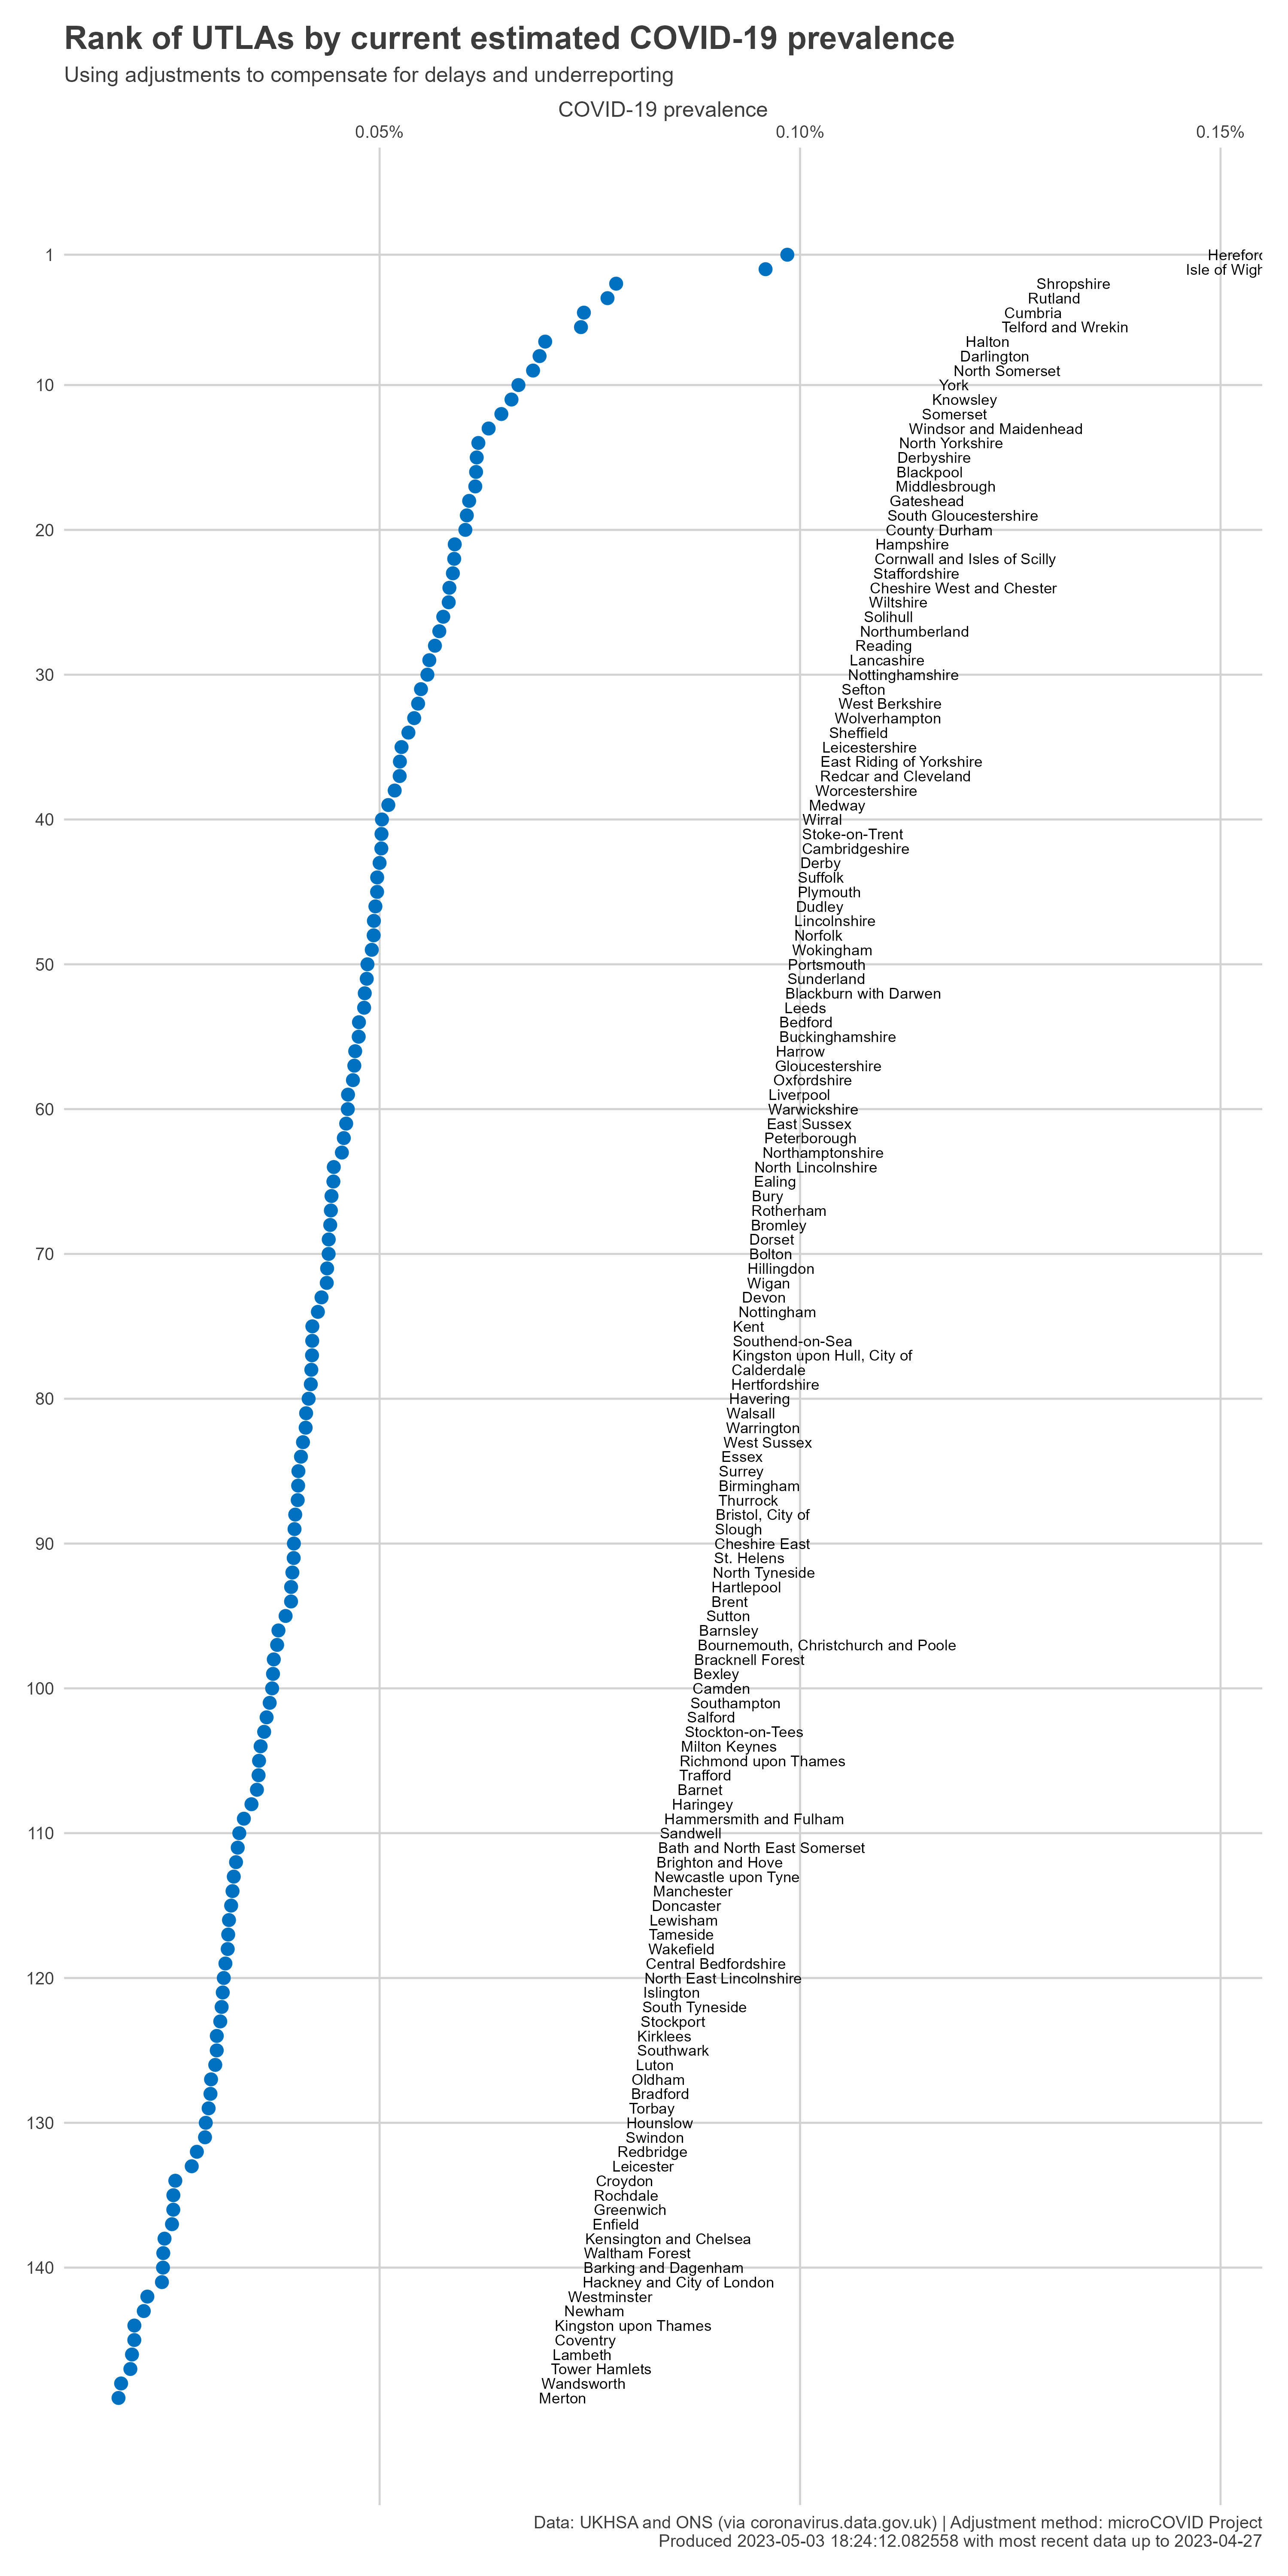 Rank of UTLAs by current estimated COVID-19 prevalence
Using adjustments to compensate for delays and underreporting
COVID-19 prevalence
0.05% 0.10% 0.15%
1 Hereford
Isle of Wigh
Shropshire
Rutland
Cumbria
Telford and Wrekin
Halton
Darlington
North Somerset
10 York
Knowsley
Somerset
Windsor and Maidenhead
North Yorkshire
Derbyshire
Blackpool
Middlesbrough
Gateshead
South Gloucestershire
20 County Durham
Hampshire
Cornwall and Isles of Scilly
Staffordshire
Cheshire West and Chester
Wiltshire
Solihull
Northumberland
Reading
Lancashire
30 Nottinghamshire
Sefton
West Berkshire
Wolverhampton
Sheffield
Leicestershire
East Riding of Yorkshire
Redcar and Cleveland
Worcestershire
Medway
40 Wirral
Stoke-on-Trent
Cambridgeshire
Derby
Suffolk
Plymouth
Dudley
Lincolnshire
Norfolk
Wokingham
50 Portsmouth
Sunderland
Blackburn with Darwen
Leeds
Bedford
Buckinghamshire
Harrow
Gloucestershire
Oxfordshire
Liverpool
60 Warwickshire
East Sussex
Peterborough
Northamptonshire
North Lincolnshire
Ealing
Bury
Rotherham
Bromley
Dorset
70 Bolton
Hillingdon
Wigan
Devon
Nottingham
Kent
Southend-on-Sea
Kingston upon Hull, City of
Calderdale
Hertfordshire
80 Havering
Walsall
Warrington
West Sussex
Essex
Surrey
Birmingham
Thurrock
Bristol, City of
Slough
90 Cheshire East
St. Helens
North Tyneside
Hartlepool
Brent
Sutton
Barnsley
Bournemouth, Christchurch and Poole
Bracknell Forest
Bexley
100 Camden
Southampton
Salford
Stockton-on-Tees
Milton Keynes
Richmond upon Thames
Trafford
Barnet
Haringey
Hammersmith and Fulham
110 Sandwell
Bath and North East Somerset
Brighton and Hove
Newcastle upon Tyne
Manchester
Doncaster
Lewisham
Tameside
Wakefield
Central Bedfordshire
120 North East Lincolnshire
Islington
South Tyneside
Stockport
Kirklees
Southwark
Luton
Oldham
Bradford
Torbay
130 Hounslow
Swindon
Redbridge
Leicester
Croydon
Rochdale
Greenwich
Enfield
Kensington and Chelsea
Waltham Forest
140 Barking and Dagenham
Hackney and City of London
Westminster
Newham
Kingston upon Thames
Coventry
Lambeth
Tower Hamlets
Wandsworth
Merton
Data: UKHSA and ONS (via coronavirus.data.gov.uk) | Adjustment method: microCOVID Project
Produced 2023-05-03 18:24:12.082558 with most recent data up to 2023-04-27